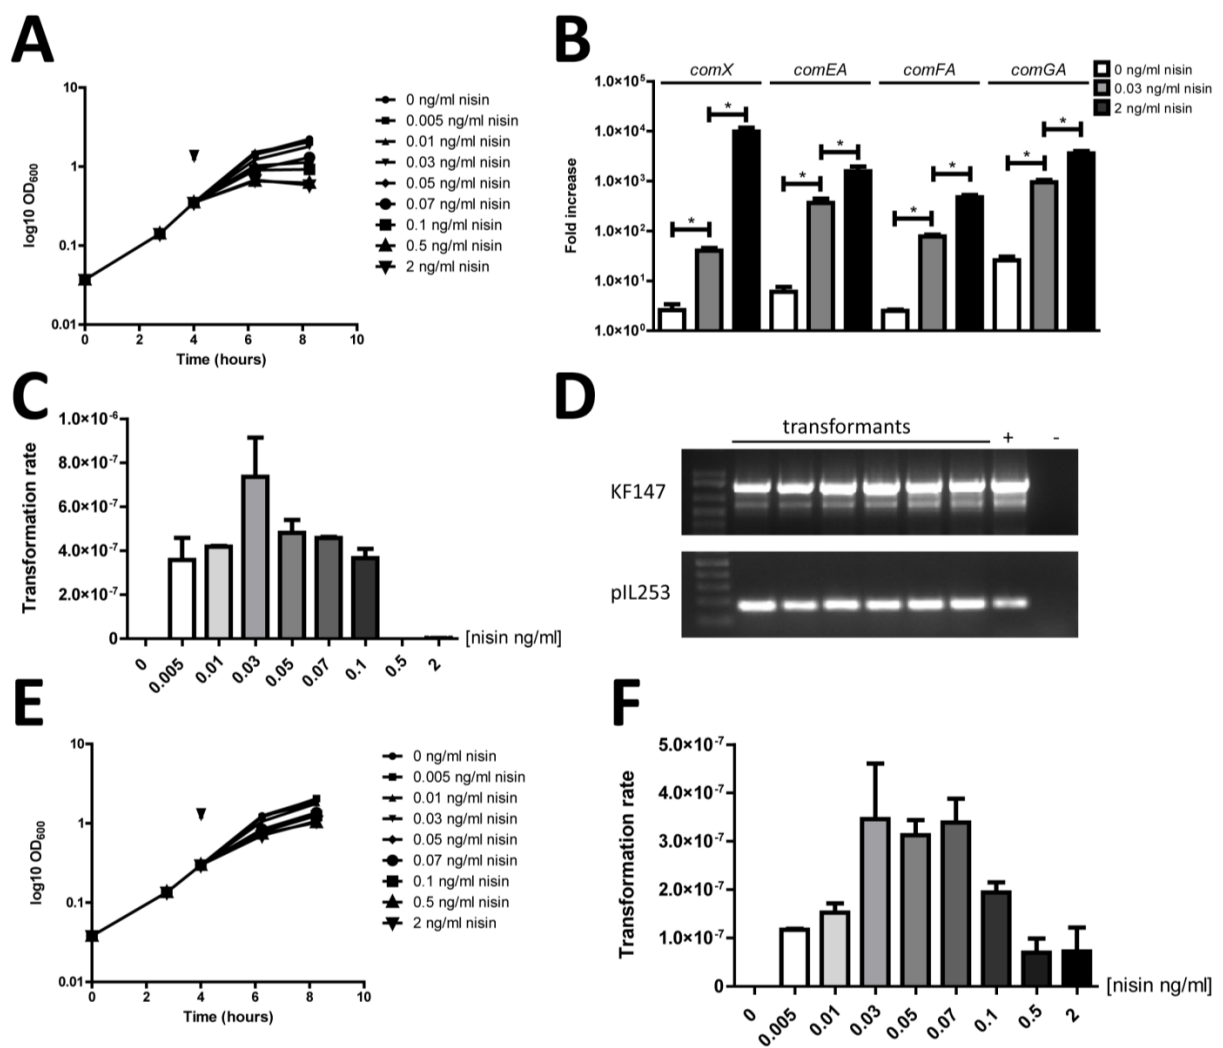 A
10
1
0.1
0.01
log10 OD600
0 2 4 6 8 10
Time (hours)
0 ng/ml nisin
0.005 ng/ml nisin
0.01 ng/ml nisin
0.03 ng/ml nisin
0.05 ng/ml nisin
0.07 ng/ml nisin
0.1 ng/ml nisin
0.5 ng/ml nisin
2 ng/ml nisin
B
comX comEA comFA comGA
0 ng/ml nisin
0.03 ng/ml nisin
2 ng/ml nisin
1.0×10⁵
1.0×10⁴
1.0×10³
1.0×10²
1.0×10¹
1.0×10⁰
Fold increase
* * * * * * * *
C
1.0×10⁻⁶
8.0×10⁻⁷
6.0×10⁻⁷
4.0×10⁻⁷
2.0×10⁻⁷
0
Transformation rate
[nisin ng/ml]
0 0.005 0.01 0.03 0.05 0.07 0.1 0.5 2
D
transformants + -
KF147
pIL253
E
10
1
0.1
0.01
log10 OD600
0 2 4 6 8 10
Time (hours)
0 ng/ml nisin
0.005 ng/ml nisin
0.01 ng/ml nisin
0.03 ng/ml nisin
0.05 ng/ml nisin
0.07 ng/ml nisin
0.1 ng/ml nisin
0.5 ng/ml nisin
2 ng/ml nisin
F
5.0×10⁻⁷
4.0×10⁻⁷
3.0×10⁻⁷
2.0×10⁻⁷
1.0×10⁻⁷
0
Transformation rate
[nisin ng/ml]
0 0.005 0.01 0.03 0.05 0.07 0.1 0.5 2